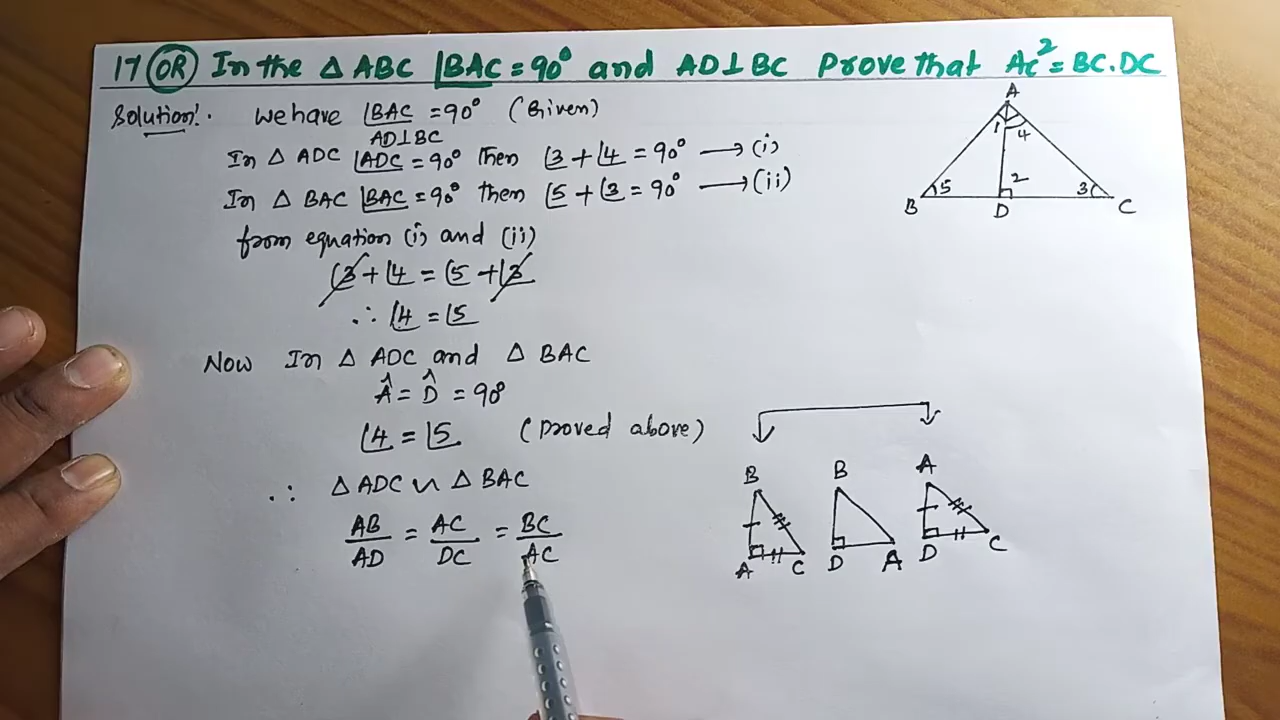 17 (OR) In the △ ABC ∠BAC = 90° and AD⊥BC Prove that AC² = BC.DC
Solution:. We have ∠BAC = 90° (Given)
AD⊥BC
In △ ADC ∠ADC = 90° Then ∠3 + ∠4 = 90° → (i)
In △ BAC ∠BAC = 90° then ∠5 + ∠3 = 90° → (ii)
from equation (i) and (ii)
∠3 + ∠4 = ∠5 + ∠3
∴ ∠4 = ∠5
Now In △ ADC and △ BAC
Â = D̂ = 90°
∠4 = ∠5 (Proved above)
∴ △ ADC ∽ △ BAC
AB/AD = AC/DC = BC/AC
A
1 4
5 2 3
B D C
B B A
A C D A D C